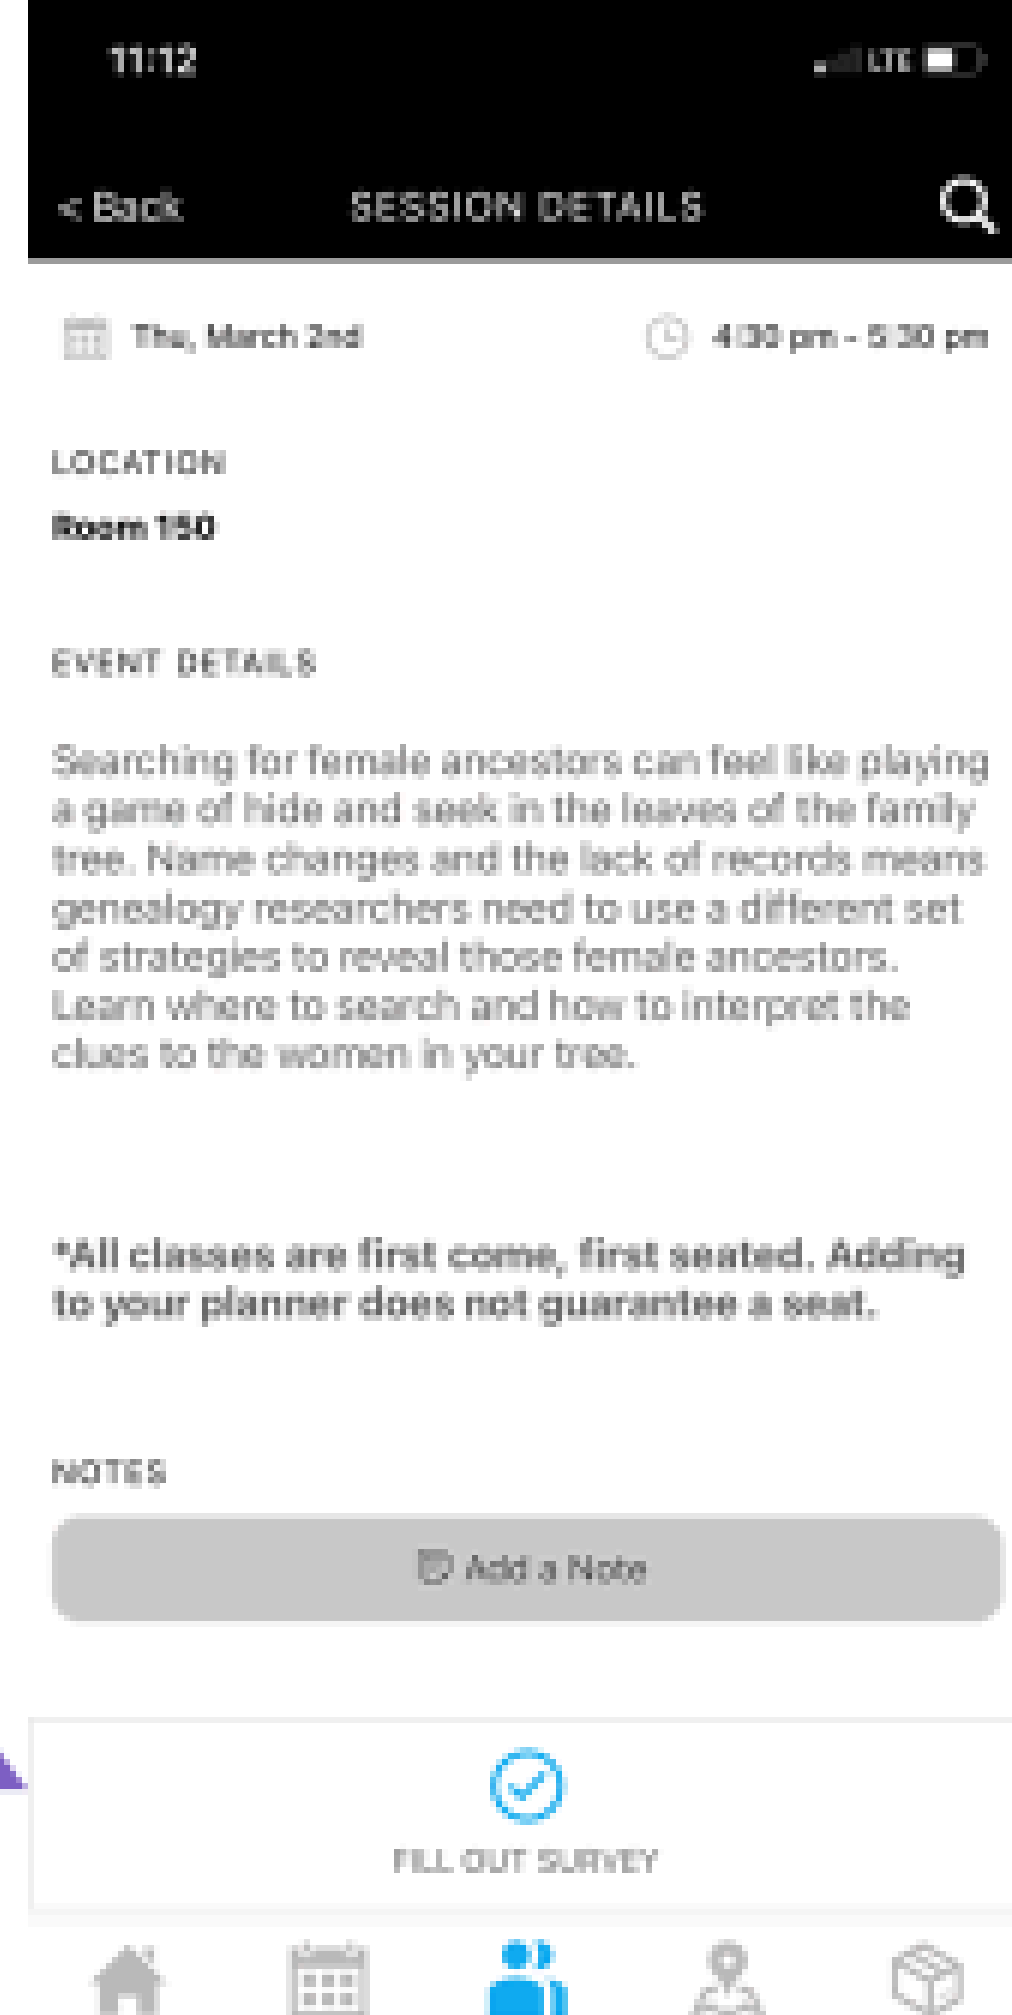 11:12
LTE
< Back
SESSION DETAILS
Thu, March 2nd
4:30 pm - 5:30 pm
LOCATION
Room 150
EVENT DETAILS
Searching for female ancestors can feel like playing
a game of hide and seek in the leaves of the family
tree. Name changes and the lack of records means
genealogy researchers need to use a different set
of strategies to reveal those female ancestors.
Learn where to search and how to interpret the
clues to the women in your tree.
*All classes are first come, first seated. Adding
to your planner does not guarantee a seat.
NOTES
Add a Note
FILL OUT SURVEY